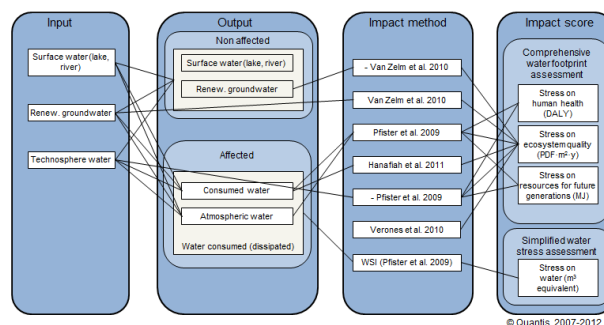 Input
Surface water (lake,
river)
Renew. groundwater
Technosphere water
Output
Non affected
Surface water (lake, river)
Renew. groundwater
Affected
Consumed water
Atmospheric water
Water consumed (dissipated)
Impact method
- Van Zelm et al. 2010
Van Zelm et al. 2010
Pfister et al. 2009
Hanafiah et al. 2011
- Pfister et al. 2009
Verones et al. 2010
WSI (Pfister et al. 2009)
Impact score
Comprehensive
water footprint
assessment
Stress on
human health
(DALY)
Stress on
ecosystem quality
(PDF·m²·y)
Stress on
resources for future
generations (MJ)
Simplified water
stress assessment
Stress on
water (m³
equivalent)
© Quantis, 2007-2012